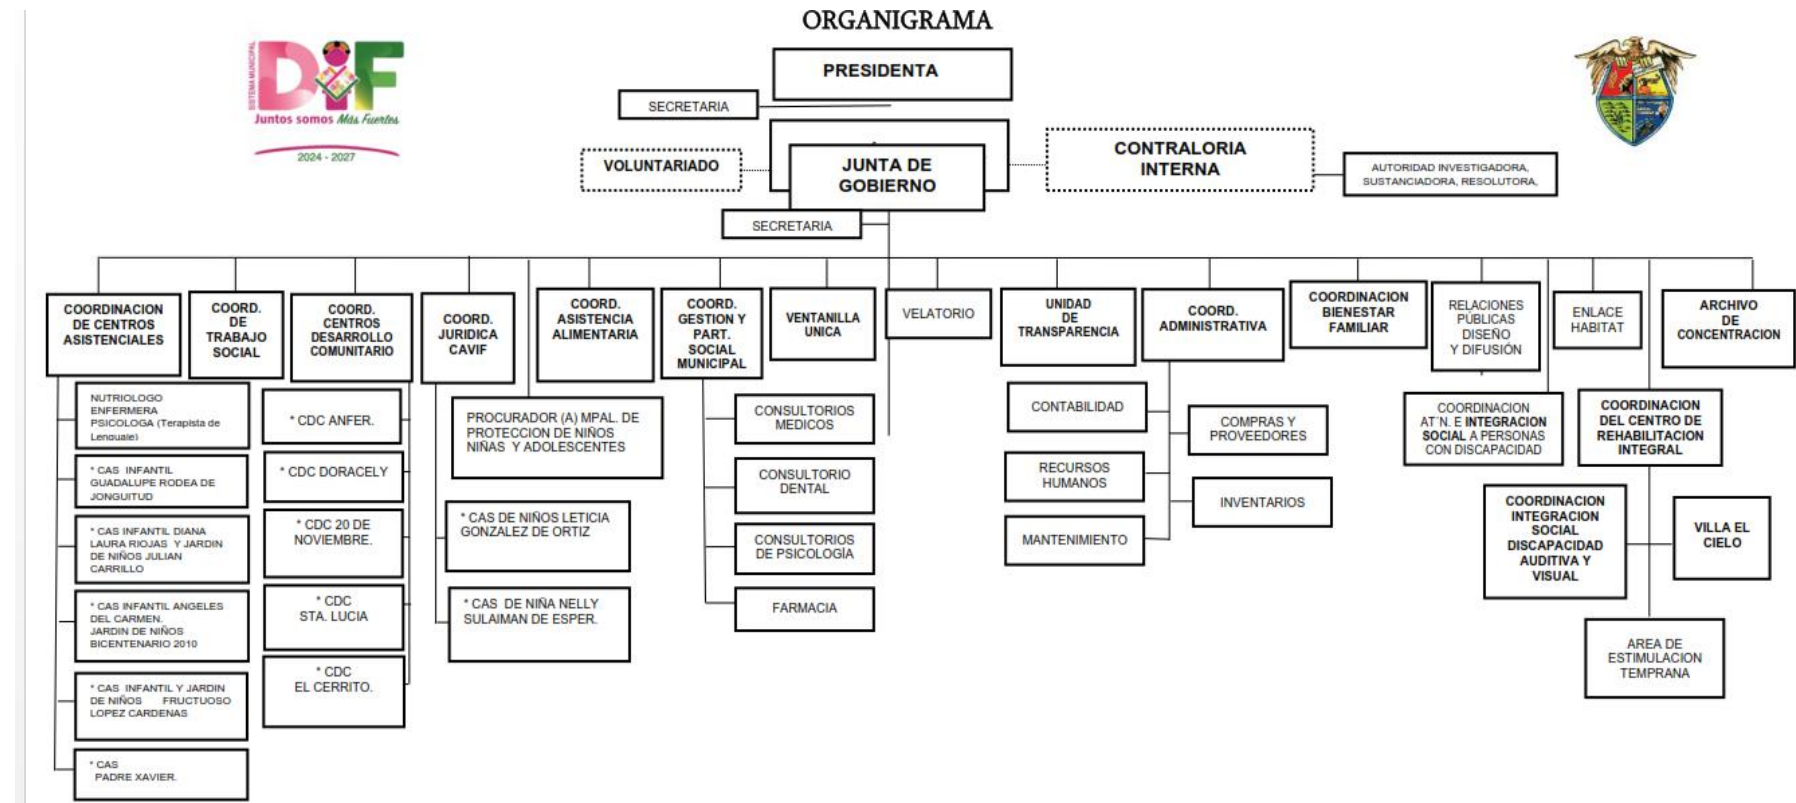 ORGANIGRAMA
SISTEMA MUNICIPAL
DiF
Juntos somos Más Fuertes
2024 - 2027
PRESIDENTA
SECRETARIA
VOLUNTARIADO
JUNTA DE
GOBIERNO
CONTRALORIA
INTERNA
AUTORIDAD INVESTIGADORA,
SUSTANCIADORA, RESOLUTORA,
SECRETARIA
COORDINACION
DE CENTROS
ASISTENCIALES
COORD.
DE
TRABAJO
SOCIAL
COORD.
CENTROS
DESARROLLO
COMUNITARIO
COORD.
JURIDICA
CAVIF
COORD.
ASISTENCIA
ALIMENTARIA
COORD.
GESTION Y
PART.
SOCIAL
MUNICIPAL
VENTANILLA
UNICA
VELATORIO
UNIDAD
DE
TRANSPARENCIA
COORD.
ADMINISTRATIVA
COORDINACION
BIENESTAR
FAMILIAR
RELACIONES
PÚBLICAS
DISEÑO
Y DIFUSIÓN
ENLACE
HABITAT
ARCHIVO
DE
CONCENTRACION
NUTRIOLOGO
ENFERMERA
PSICOLOGA (Terapista de
Lenguaje)
* CAS INFANTIL
GUADALUPE RODEA DE
JONGUITUD
* CAS INFANTIL DIANA
LAURA RIOJAS Y JARDIN
DE NIÑOS JULIAN
CARRILLO
* CAS INFANTIL ANGELES
DEL CARMEN.
JARDIN DE NIÑOS
BICENTENARIO 2010
* CAS INFANTIL Y JARDIN
DE NIÑOS FRUCTUOSO
LOPEZ CARDENAS
* CAS
PADRE XAVIER.
* CDC ANFER.
* CDC DORACELY
* CDC 20 DE
NOVIEMBRE.
* CDC
STA. LUCIA
* CDC
EL CERRITO.
PROCURADOR (A) MPAL. DE
PROTECCION DE NIÑOS
NIÑAS Y ADOLESCENTES
* CAS DE NIÑOS LETICIA
GONZALEZ DE ORTIZ
* CAS DE NIÑA NELLY
SULAIMAN DE ESPER.
CONSULTORIOS
MEDICOS
CONSULTORIO
DENTAL
CONSULTORIOS
DE PSICOLOGÍA
FARMACIA
CONTABILIDAD
RECURSOS
HUMANOS
MANTENIMIENTO
COMPRAS Y
PROVEEDORES
INVENTARIOS
COORDINACION
AT´N. E INTEGRACION
SOCIAL A PERSONAS
CON DISCAPACIDAD
COORDINACION
DEL CENTRO DE
REHABILITACION
INTEGRAL
COORDINACION
INTEGRACION
SOCIAL
DISCAPACIDAD
AUDITIVA Y
VISUAL
VILLA EL
CIELO
AREA DE
ESTIMULACION
TEMPRANA